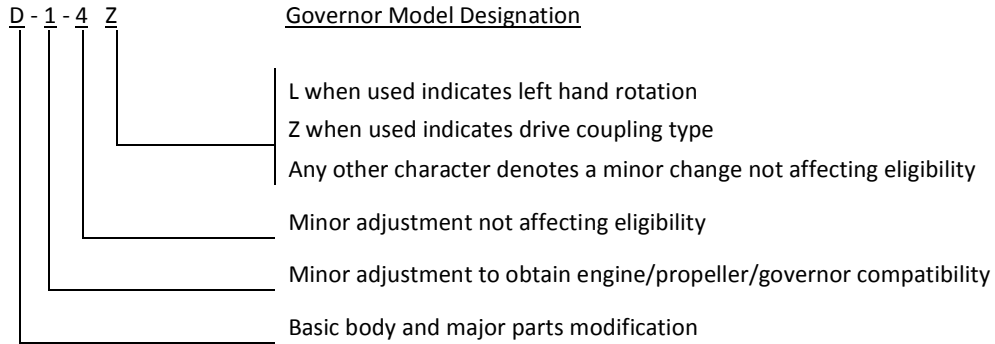 D - 1 - 4 Z Governor Model Designation
L when used indicates left hand rotation
Z when used indicates drive coupling type
Any other character denotes a minor change not affecting eligibility
Minor adjustment not affecting eligibility
Minor adjustment to obtain engine/propeller/governor compatibility
Basic body and major parts modification